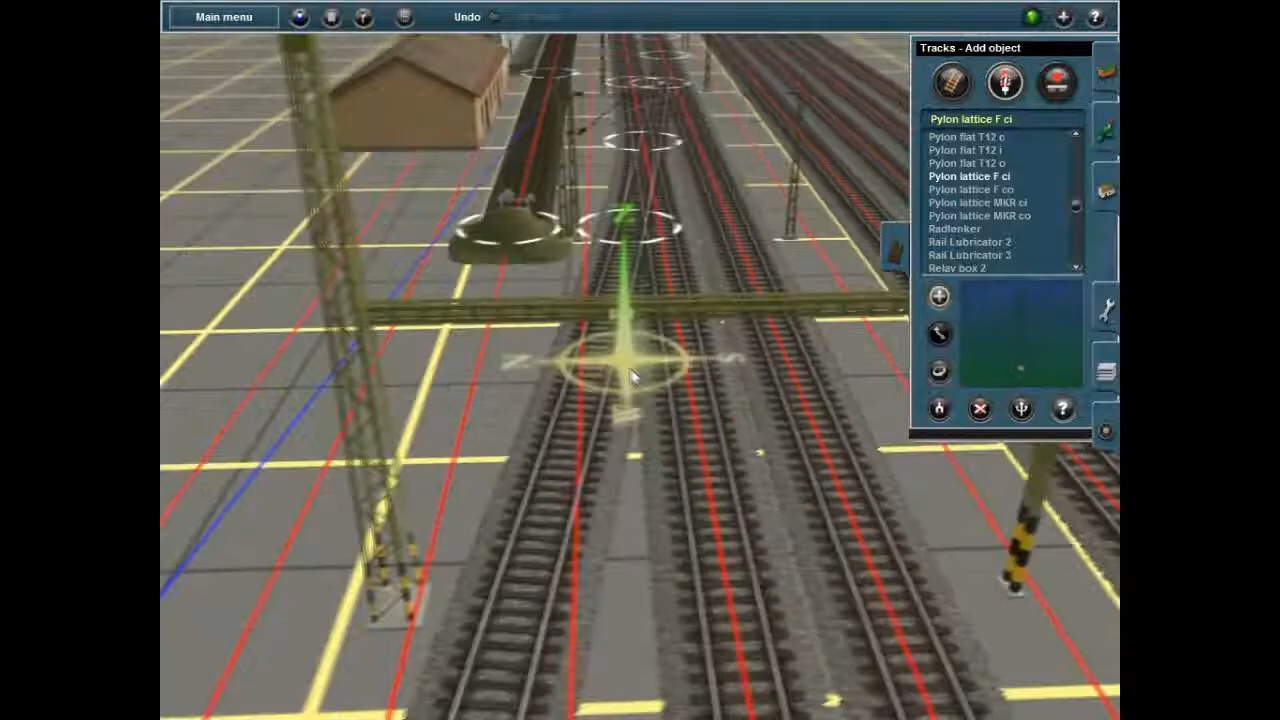 Main menu
Undo
?
Tracks - Add object
Pylon lattice F ci
Pylon flat T12 c
Pylon flat T12 i
Pylon flat T12 o
Pylon lattice F ci
Pylon lattice F co
Pylon lattice MKR ci
Pylon lattice MKR co
Radlenker
Rail Lubricator 2
Rail Lubricator 3
Relay box 2
?